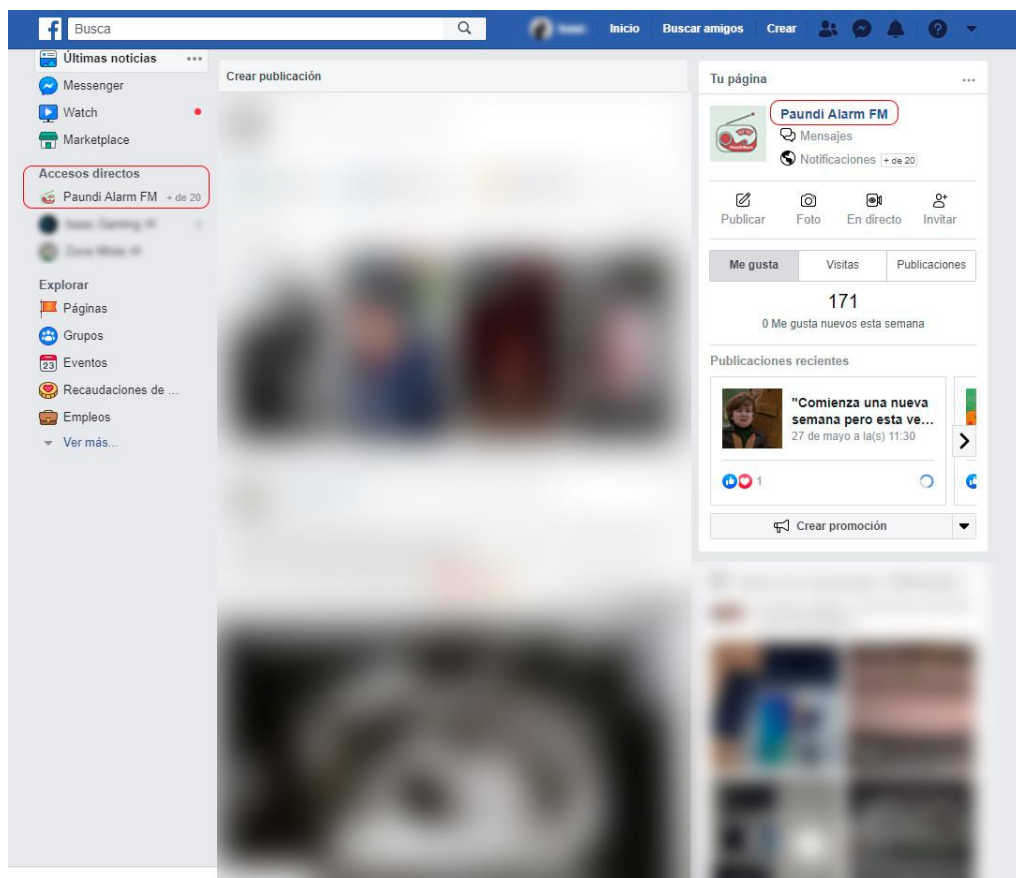 Busca
Inicio
Buscar amigos
Crear
Últimas noticias
Messenger
Watch
Marketplace
Accesos directos
Paundi Alarm FM + de 20
Explorar
Páginas
Grupos
23 Eventos
Recaudaciones de ...
Empleos
Ver más...
Crear publicación
Tu página
Paundi Alarm FM
Mensajes
Notificaciones + de 20
Publicar Foto En directo Invitar
Me gusta Visitas Publicaciones
171
0 Me gusta nuevos esta semana
Publicaciones recientes
"Comienza una nueva
semana pero esta ve...
27 de mayo a la(s) 11:30
1
Crear promoción